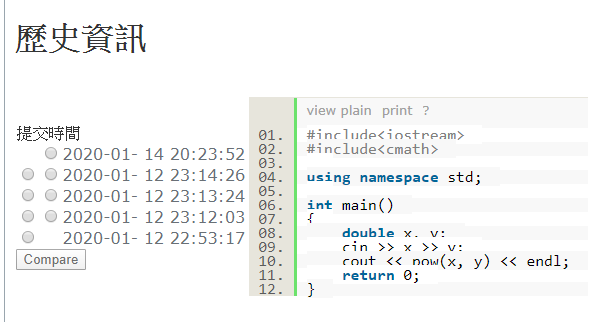 歷史資訊
提交時間
2020-01- 14 20:23:52
2020-01- 12 23:14:26
2020-01- 12 23:13:24
2020-01- 12 23:12:03
2020-01- 12 22:53:17
Compare
view plain print ?
01. #include<iostream>
02. #include<cmath>
03.
04. using namespace std;
05.
06. int main()
07. {
08. double x, y;
09. cin >> x >> y;
10. cout << pow(x, y) << endl;
11. return 0;
12. }